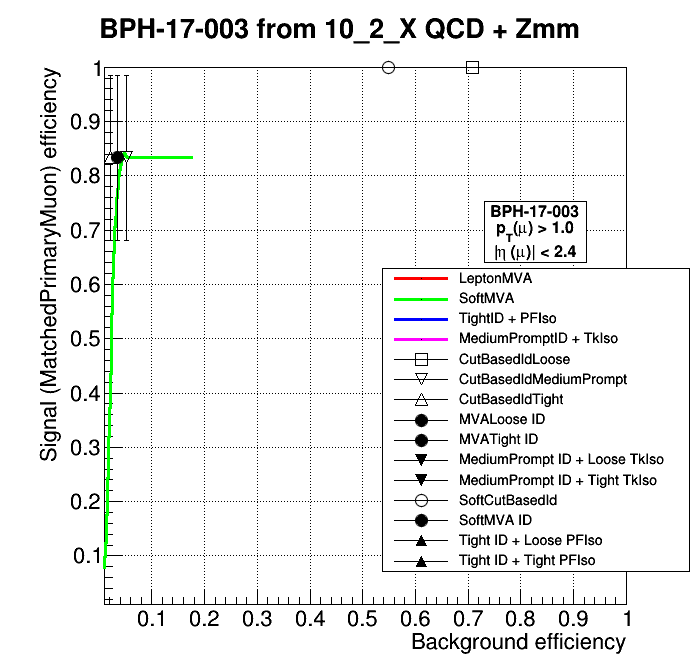 BPH-17-003 from 10_2_X QCD + Zmm
Signal (MatchedPrimaryMuon) efficiency
1
0.9
0.8
0.7
0.6
0.5
0.4
0.3
0.2
0.1
BPH-17-003
pT(μ) > 1.0
|η (μ)| < 2.4
LeptonMVA
SoftMVA
TightID + PFIso
MediumPromptID + TkIso
CutBasedIdLoose
CutBasedIdMediumPrompt
CutBasedIdTight
MVALoose ID
MVATight ID
MediumPrompt ID + Loose TkIso
MediumPrompt ID + Tight TkIso
SoftCutBasedId
SoftMVA ID
Tight ID + Loose PFIso
Tight ID + Tight PFIso
0.1 0.2 0.3 0.4 0.5 0.6 0.7 0.8 0.9 1
Background efficiency